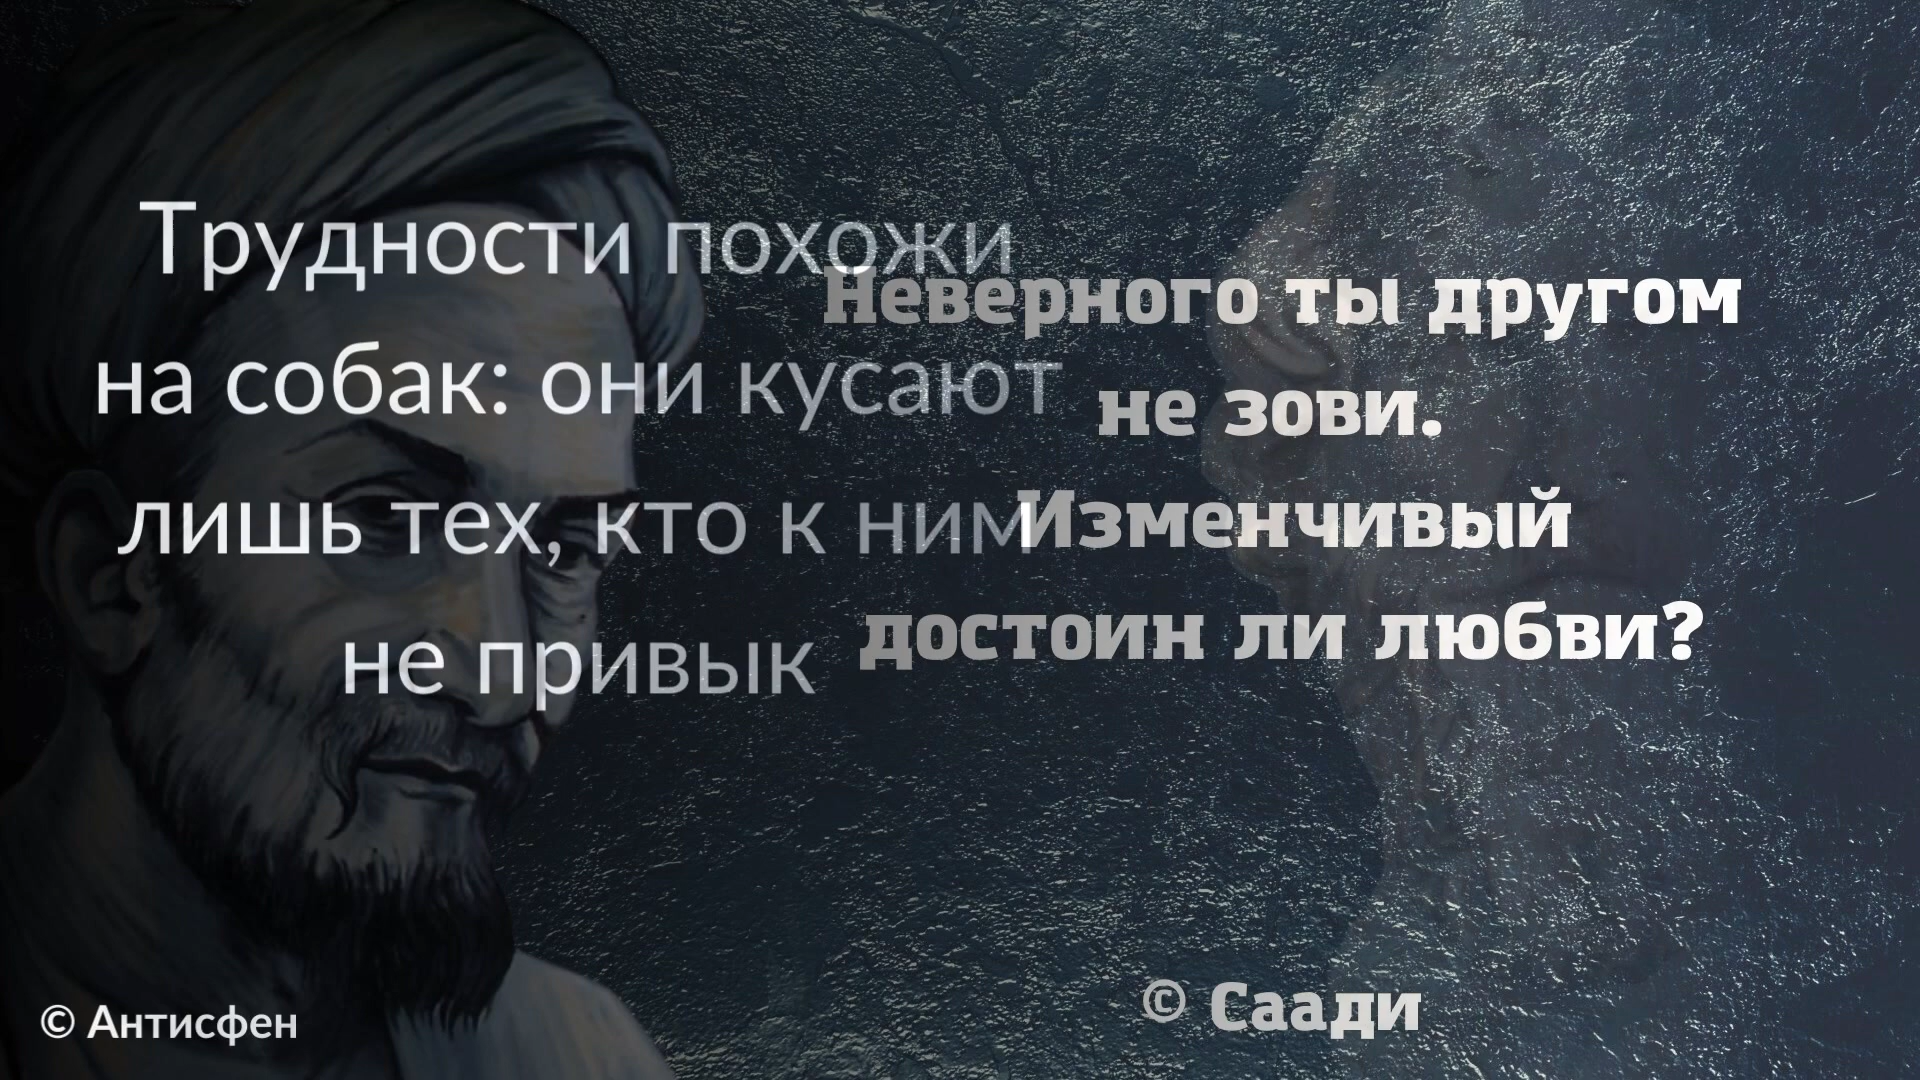 Трудности похожи
на собак: они кусают
лишь тех, кто к ним
не привык
© Антисфен
Неверного ты другом
не зови.
Изменчивый
достоин ли любви?
© Саади